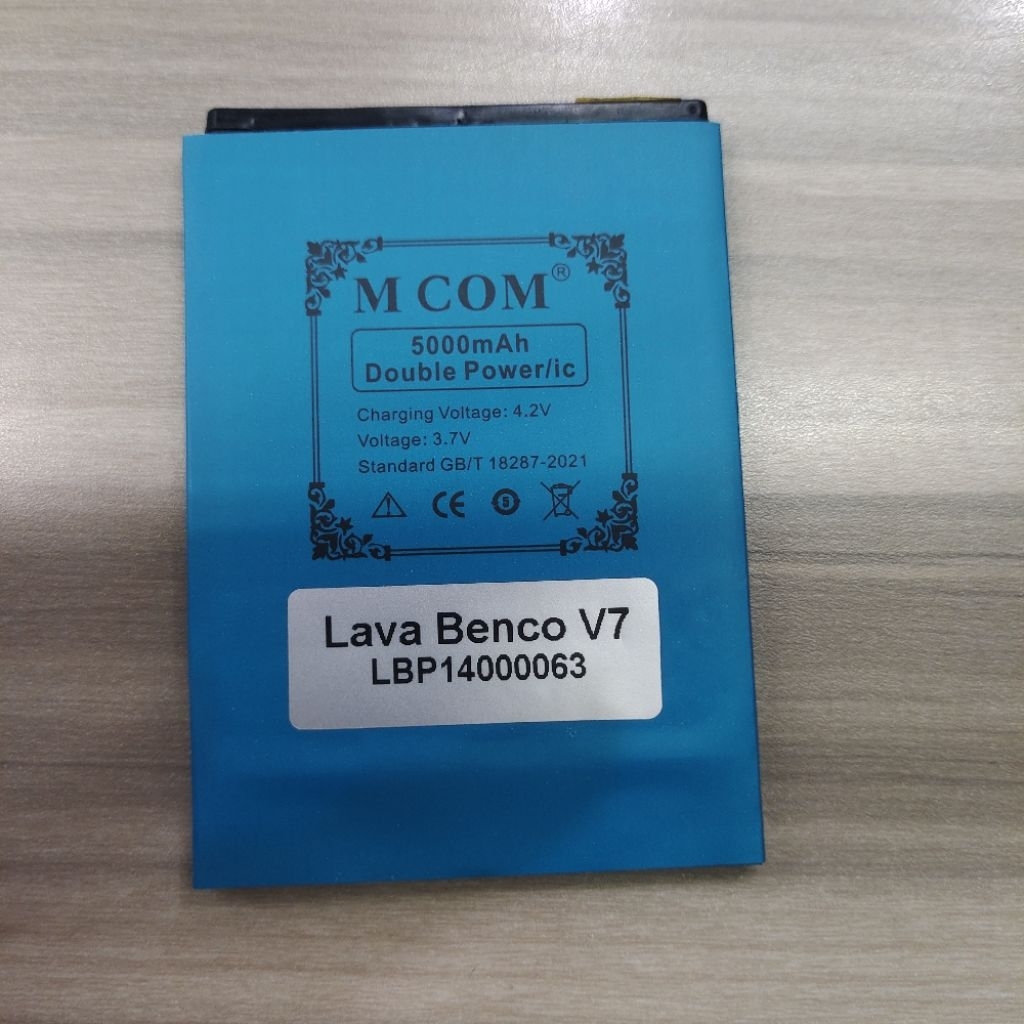 M COM®
5000mAh
Double Power/ic
Charging Voltage: 4.2V
Voltage: 3.7V
Standard GB/T 18287-2021
CE 5
Lava Benco V7
LBP14000063